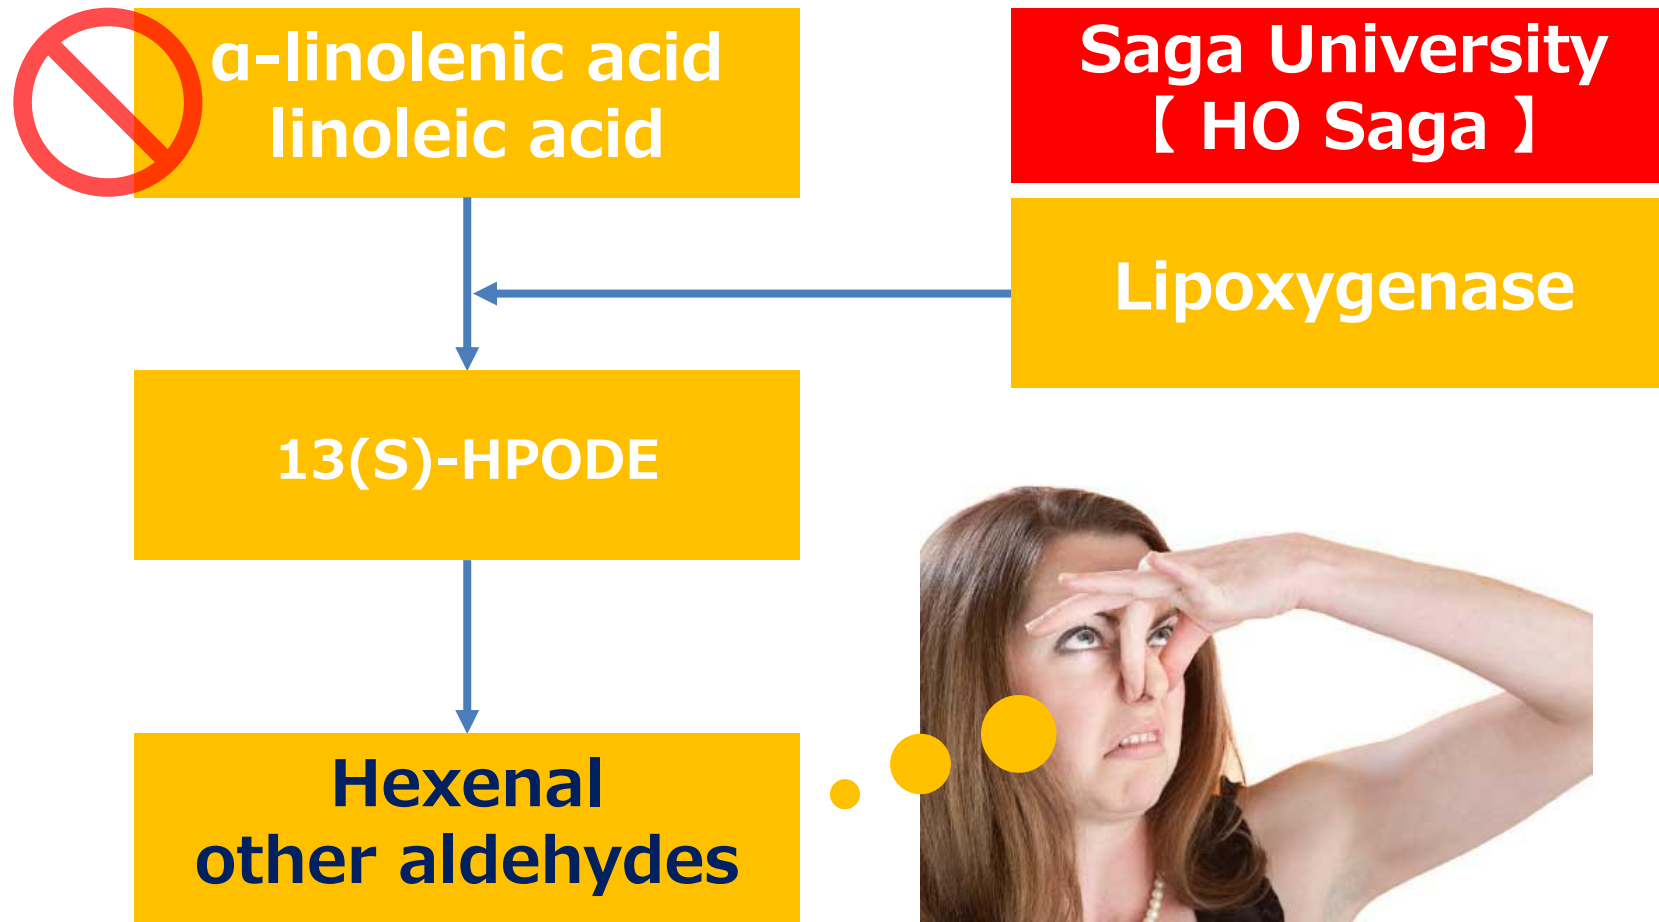 α-linolenic acid
linoleic acid
Saga University
【 HO Saga 】
Lipoxygenase
13(S)-HPODE
Hexenal
other aldehydes